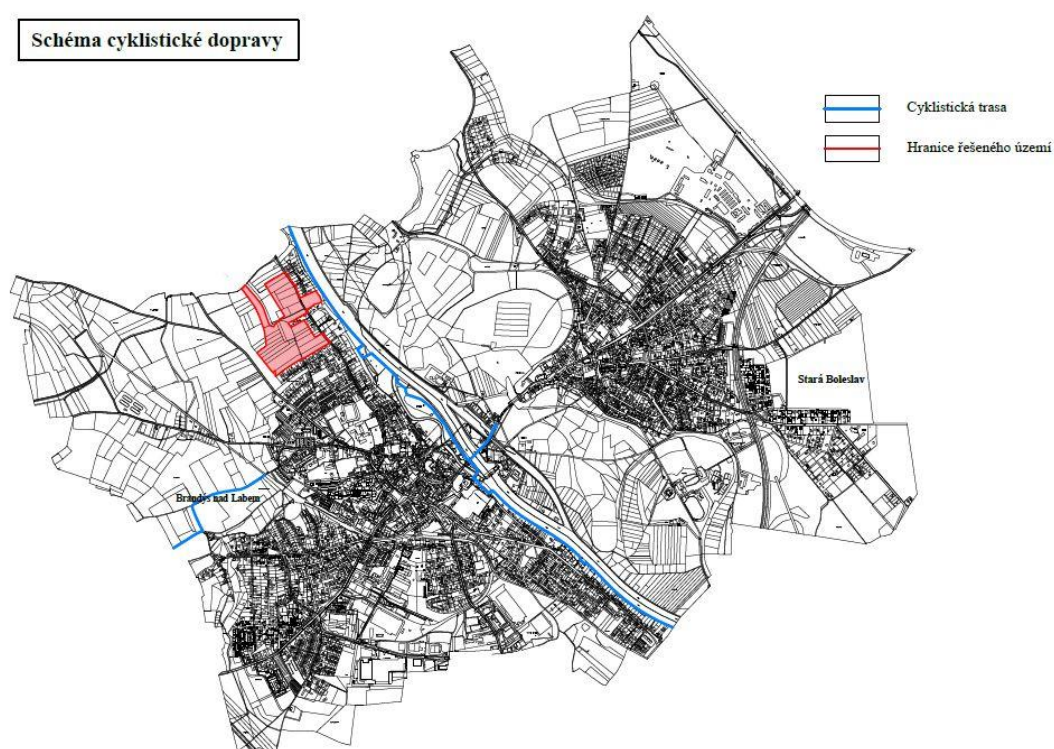 Schéma cyklistické dopravy
Cyklistická trasa
Hranice řešeného území
Stará Boleslav
Brandýs nad Labem